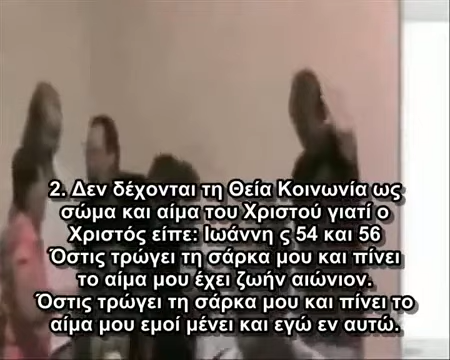 2. Δεν δέχονται τη Θεία Κοινωνία ως
σώμα και αίμα του Χριστού γιατί ο
Χριστός είπε: Ιωάννη ς 54 και 56
Όστις τρώγει τη σάρκα μου και πίνει
το αίμα μου έχει ζωήν αιώνιον.
Όστις τρώγει τη σάρκα μου και πίνει το
αίμα μου εμοί μένει και εγώ εν αυτώ.